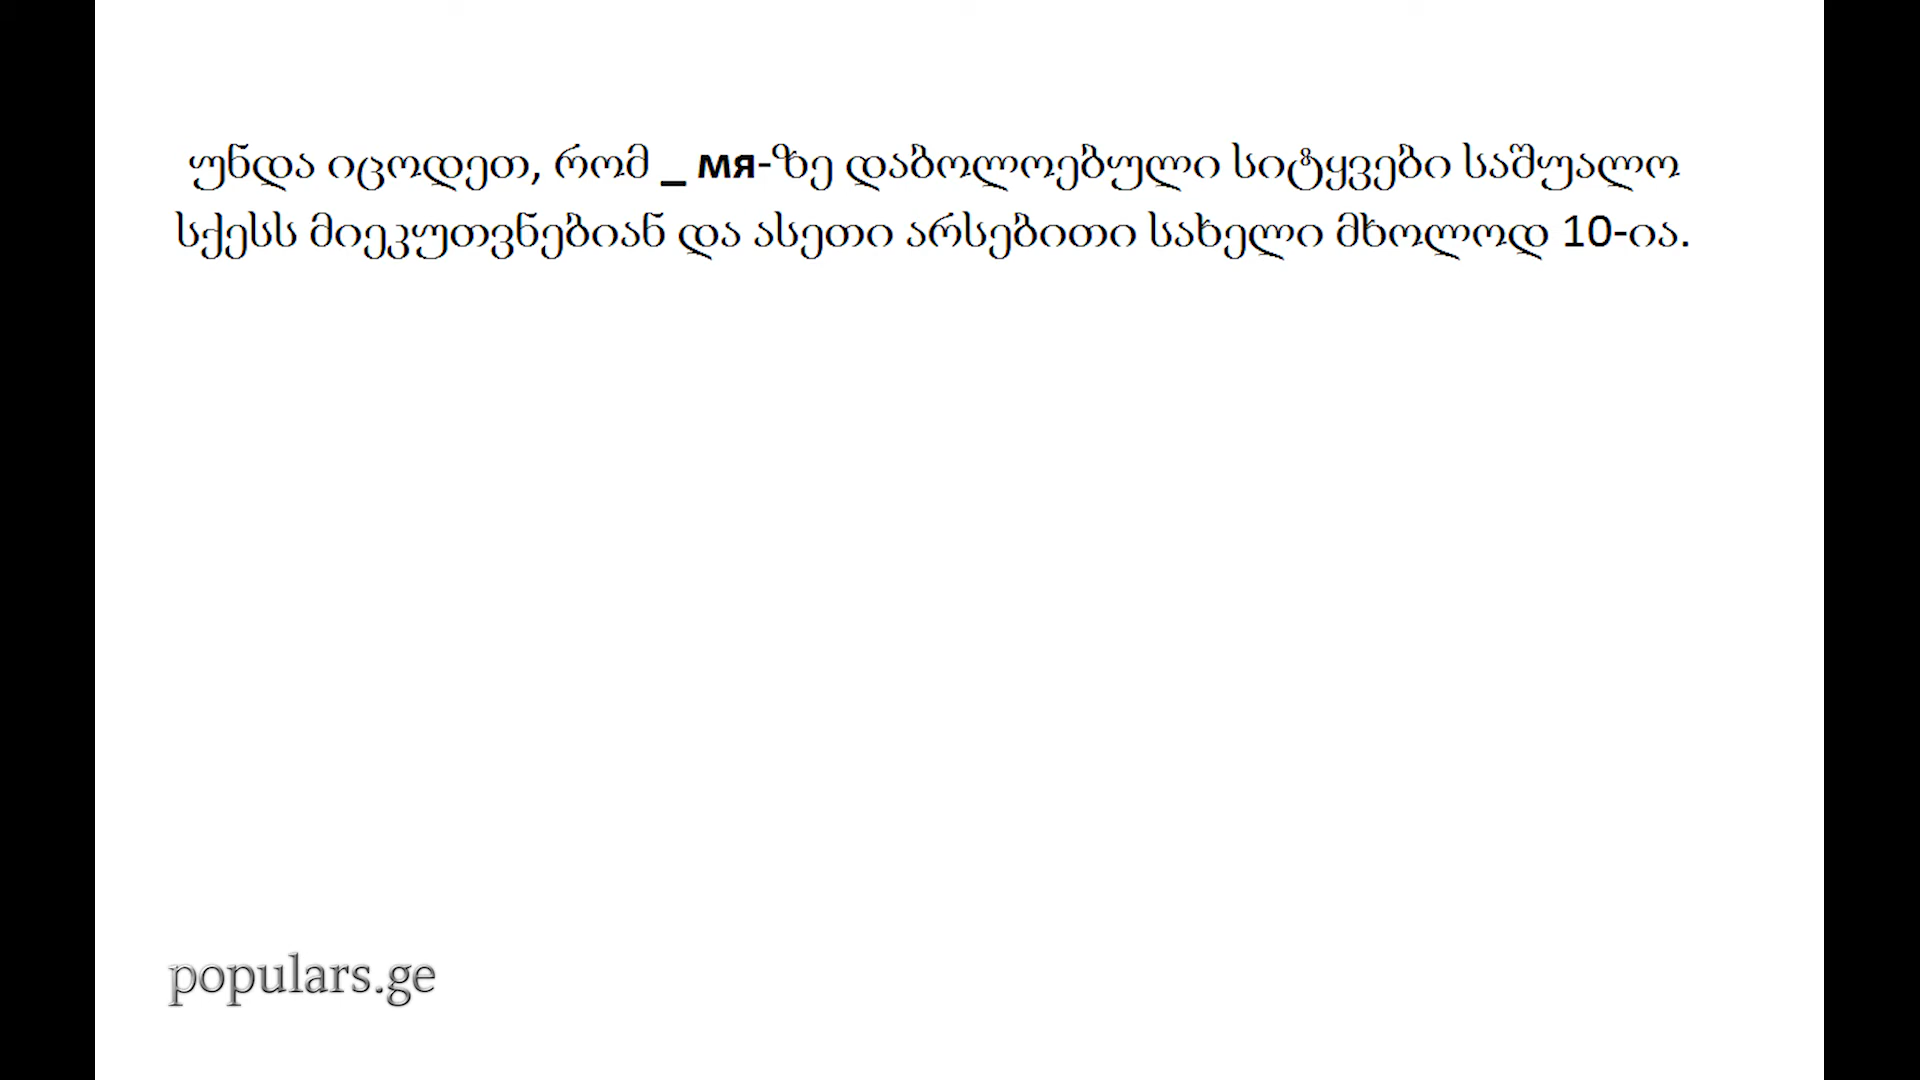 უნდა იცოდეთ, რომ _ мя-ზე დაბოლოებული სიტყვები საშუალო
სქესს მიეკუთვნებიან და ასეთი არსებითი სახელი მხოლოდ 10-ია.
populars.ge